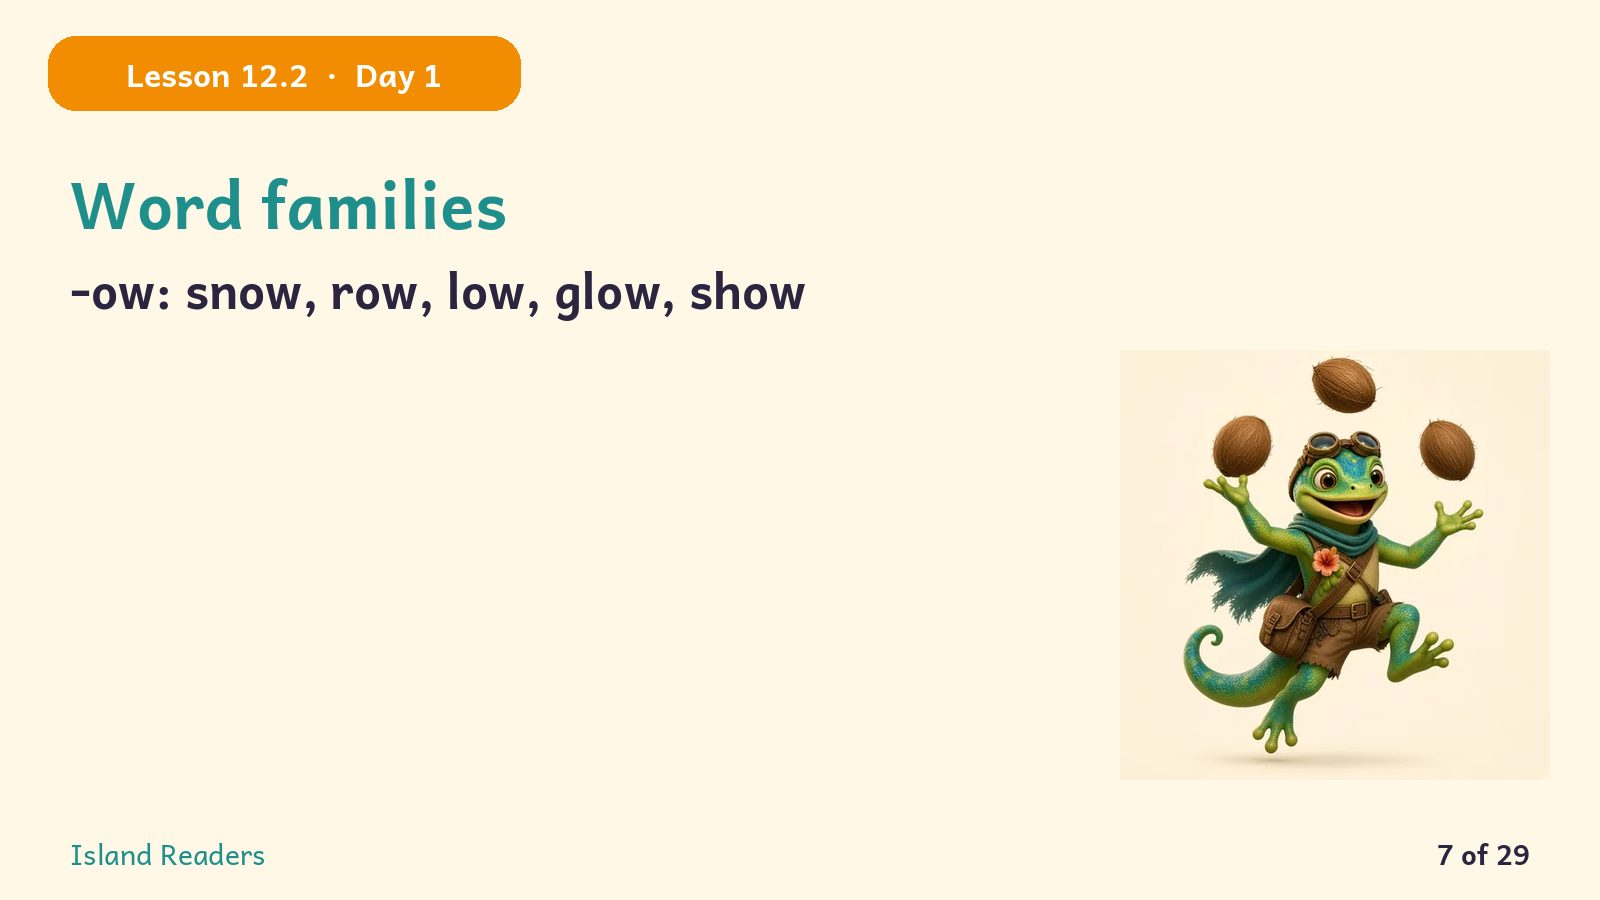 Lesson 12.2 · Day 1
Word families
-ow: snow, row, low, glow, show
Island Readers
7 of 29